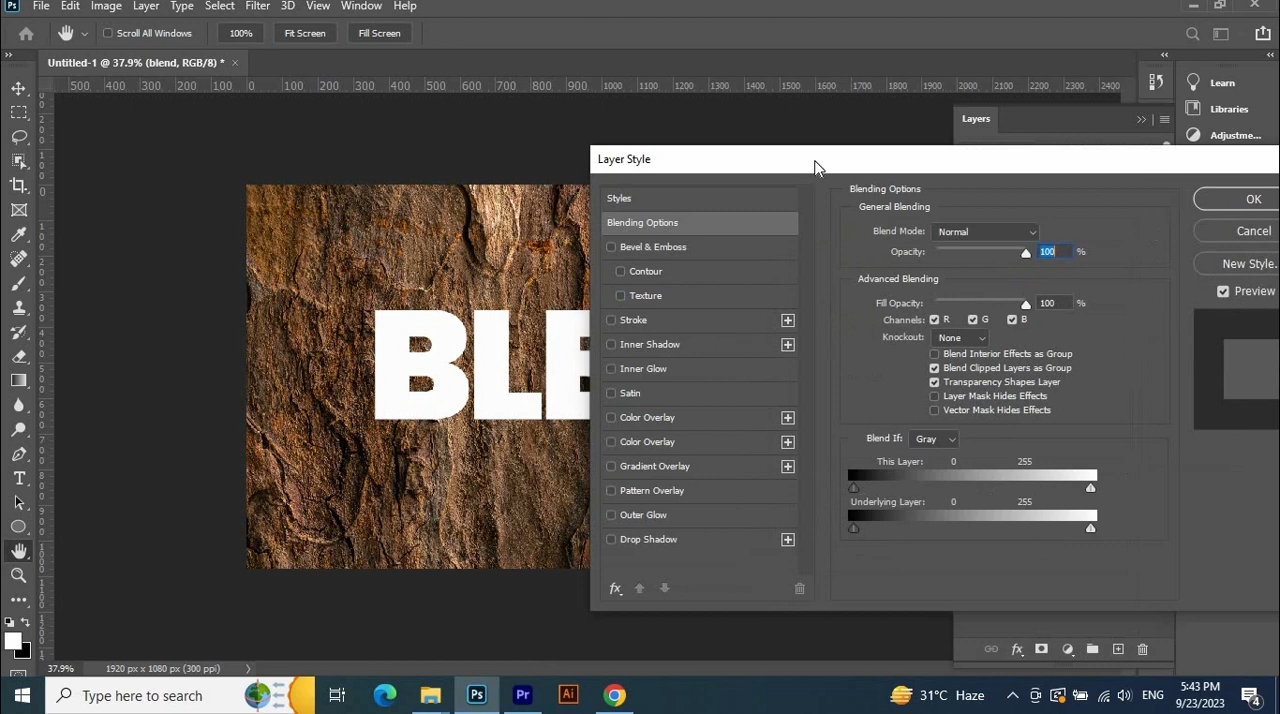 Ps File Edit Image Layer Type Select Filter 3D View Window Help
Scroll All Windows 100% Fit Screen Fill Screen
Untitled-1 @ 37.9% (blend, RGB/8) * ×
500 400 300 200 100 0 100 200 300 400 500 600 700 800 900 1000 1100 1200 1300 1400 1500 1600 1700 1800 1900 2000 2100 2200 2300 2400
Learn
Libraries
Adjustme...
Layers
Layer Style
Styles
Blending Options
Bevel & Emboss
Contour
Texture
Stroke
Inner Shadow
Inner Glow
Satin
Color Overlay
Color Overlay
Gradient Overlay
Pattern Overlay
Outer Glow
Drop Shadow
fx
Blending Options
General Blending
Blend Mode: Normal
Opacity: 100 %
Advanced Blending
Fill Opacity: 100 %
Channels: R G B
Knockout: None
Blend Interior Effects as Group
Blend Clipped Layers as Group
Transparency Shapes Layer
Layer Mask Hides Effects
Vector Mask Hides Effects
Blend If: Gray
This Layer: 0 255
Underlying Layer: 0 255
OK
Cancel
New Style.
Preview
BLE
fx
37.9% 1920 px x 1080 px (300 ppi)
Type here to search
Ps Pr Ai
31°C Haze
ENG
5:43 PM
9/23/2023
4